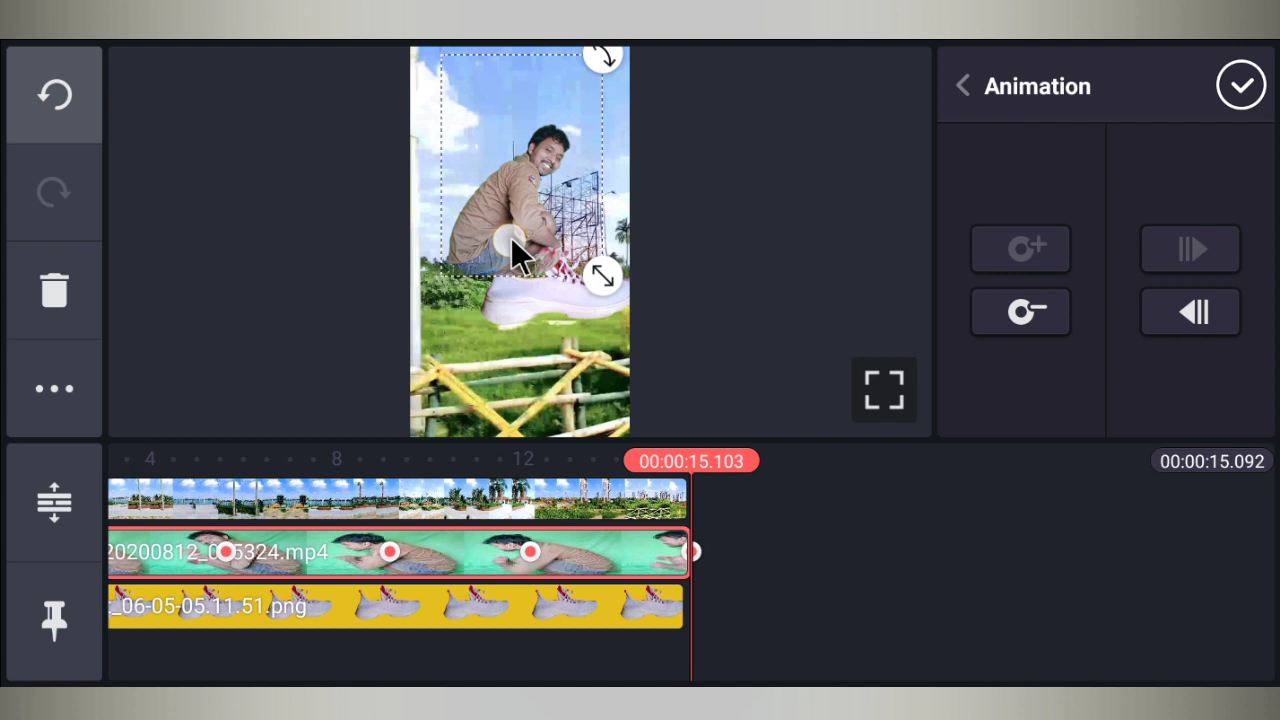 Animation
4
8
12
00:00:15.103
00:00:15.092
5324.mp4
20200812_0
:_06-05-05.11.51.png